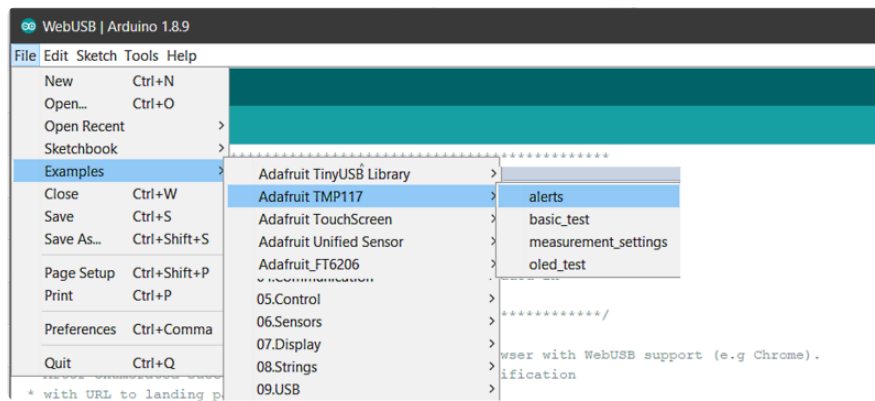 WebUSB | Arduino 1.8.9
File Edit Sketch Tools Help
New Ctrl+N
Open... Ctrl+O
Open Recent >
Sketchbook >
Examples >
Close Ctrl+W
Save Ctrl+S
Save As... Ctrl+Shift+S
Page Setup Ctrl+Shift+P
Print Ctrl+P
Preferences Ctrl+Comma
Quit Ctrl+Q
Adafruit TinyUSB Library >
Adafruit TMP117 >
Adafruit TouchScreen >
Adafruit Unified Sensor >
Adafruit_FT6206 >
05.Control >
06.Sensors >
07.Display >
08.Strings >
09.USB >
alerts
basic_test
measurement_settings
oled_test
************/
wser with WebUSB support (e.g Chrome).
ification
* with URL to landing p